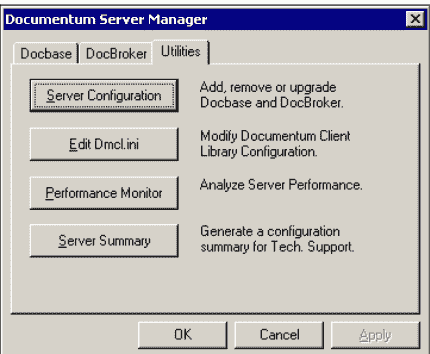 Documentum Server Manager
Docbase DocBroker Utilities
Server Configuration
Add, remove or upgrade
Docbase and DocBroker.
Edit Dmcl.ini
Modify Documentum Client
Library Configuration.
Performance Monitor
Analyze Server Performance.
Server Summary
Generate a configuration
summary for Tech. Support.
OK Cancel Apply